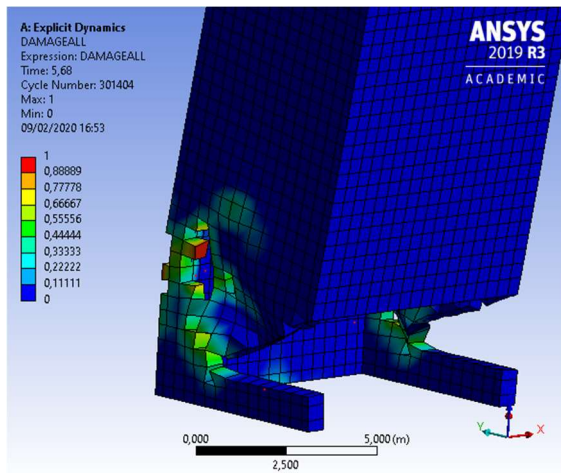 A: Explicit Dynamics
DAMAGEALL
Expression: DAMAGEALL
Time: 5,68
Cycle Number: 301404
Max: 1
Min: 0
09/02/2020 16:53
ANSYS
2019 R3
ACADEMIC
1
0,88889
0,77778
0,66667
0,55556
0,44444
0,33333
0,22222
0,11111
0
0,000
5,000 (m)
2,500
Y
X